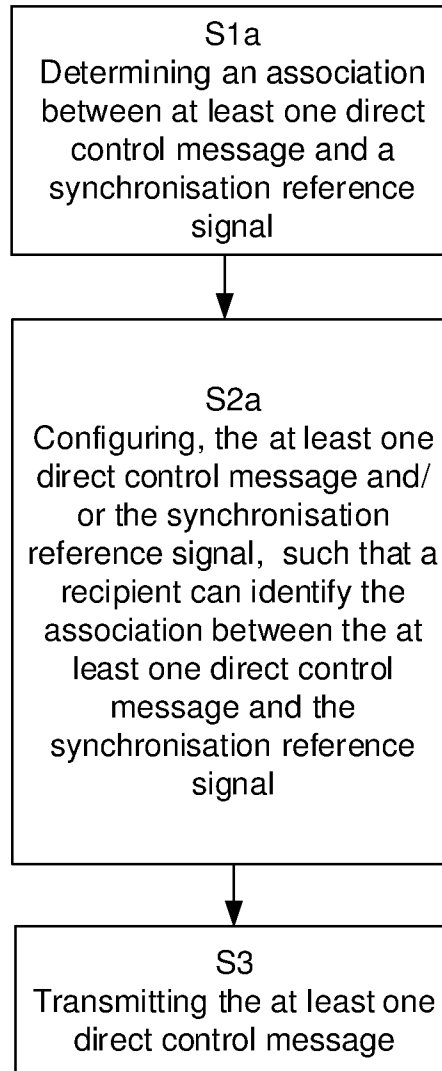 S1a
Determining an association
between at least one direct
control message and a
synchronisation reference
signal
S2a
Configuring, the at least one
direct control message and/
or the synchronisation
reference signal, such that a
recipient can identify the
association between the at
least one direct control
message and the
synchronisation reference
signal
S3
Transmitting the at least one
direct control message